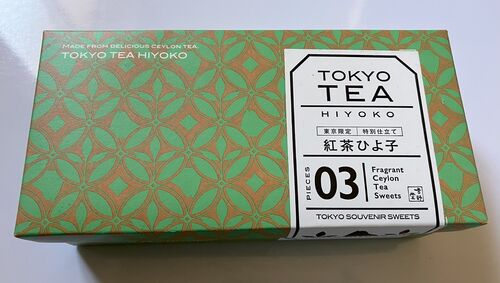 MADE FROM DELICIOUS CEYLON TEA.
TOKYO TEA HIYOKO
TOKYO
TEA
HIYOKO
東京限定 特別仕立て
紅茶ひよ子
PIECES
03
Fragrant
Ceylon
Tea
Sweets
TOKYO SOUVENIR SWEETS